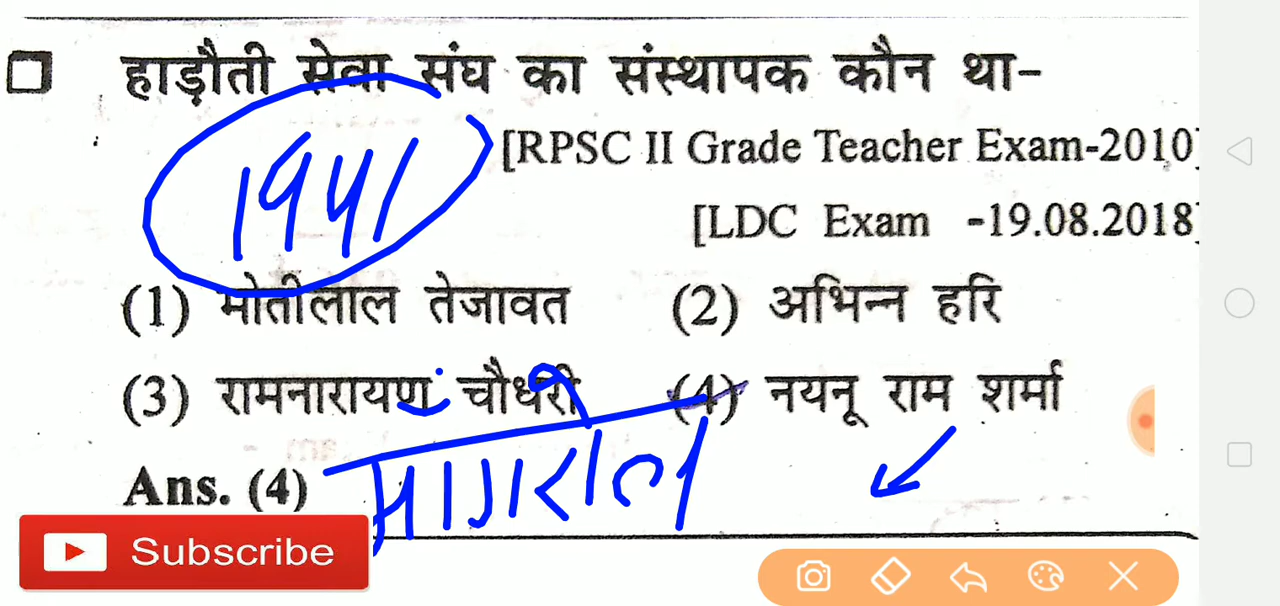 हाड़ौती सेवा संघ का संस्थापक कौन था-
[RPSC II Grade Teacher Exam-2010]
1941
[LDC Exam -19.08.2018]
(1) मोतीलाल तेजावत (2) अभिन्न हरि
(3) रामनारायण चौधरी (4) नयनू राम शर्मा
Ans. (4)
मांगरोल
Subscribe